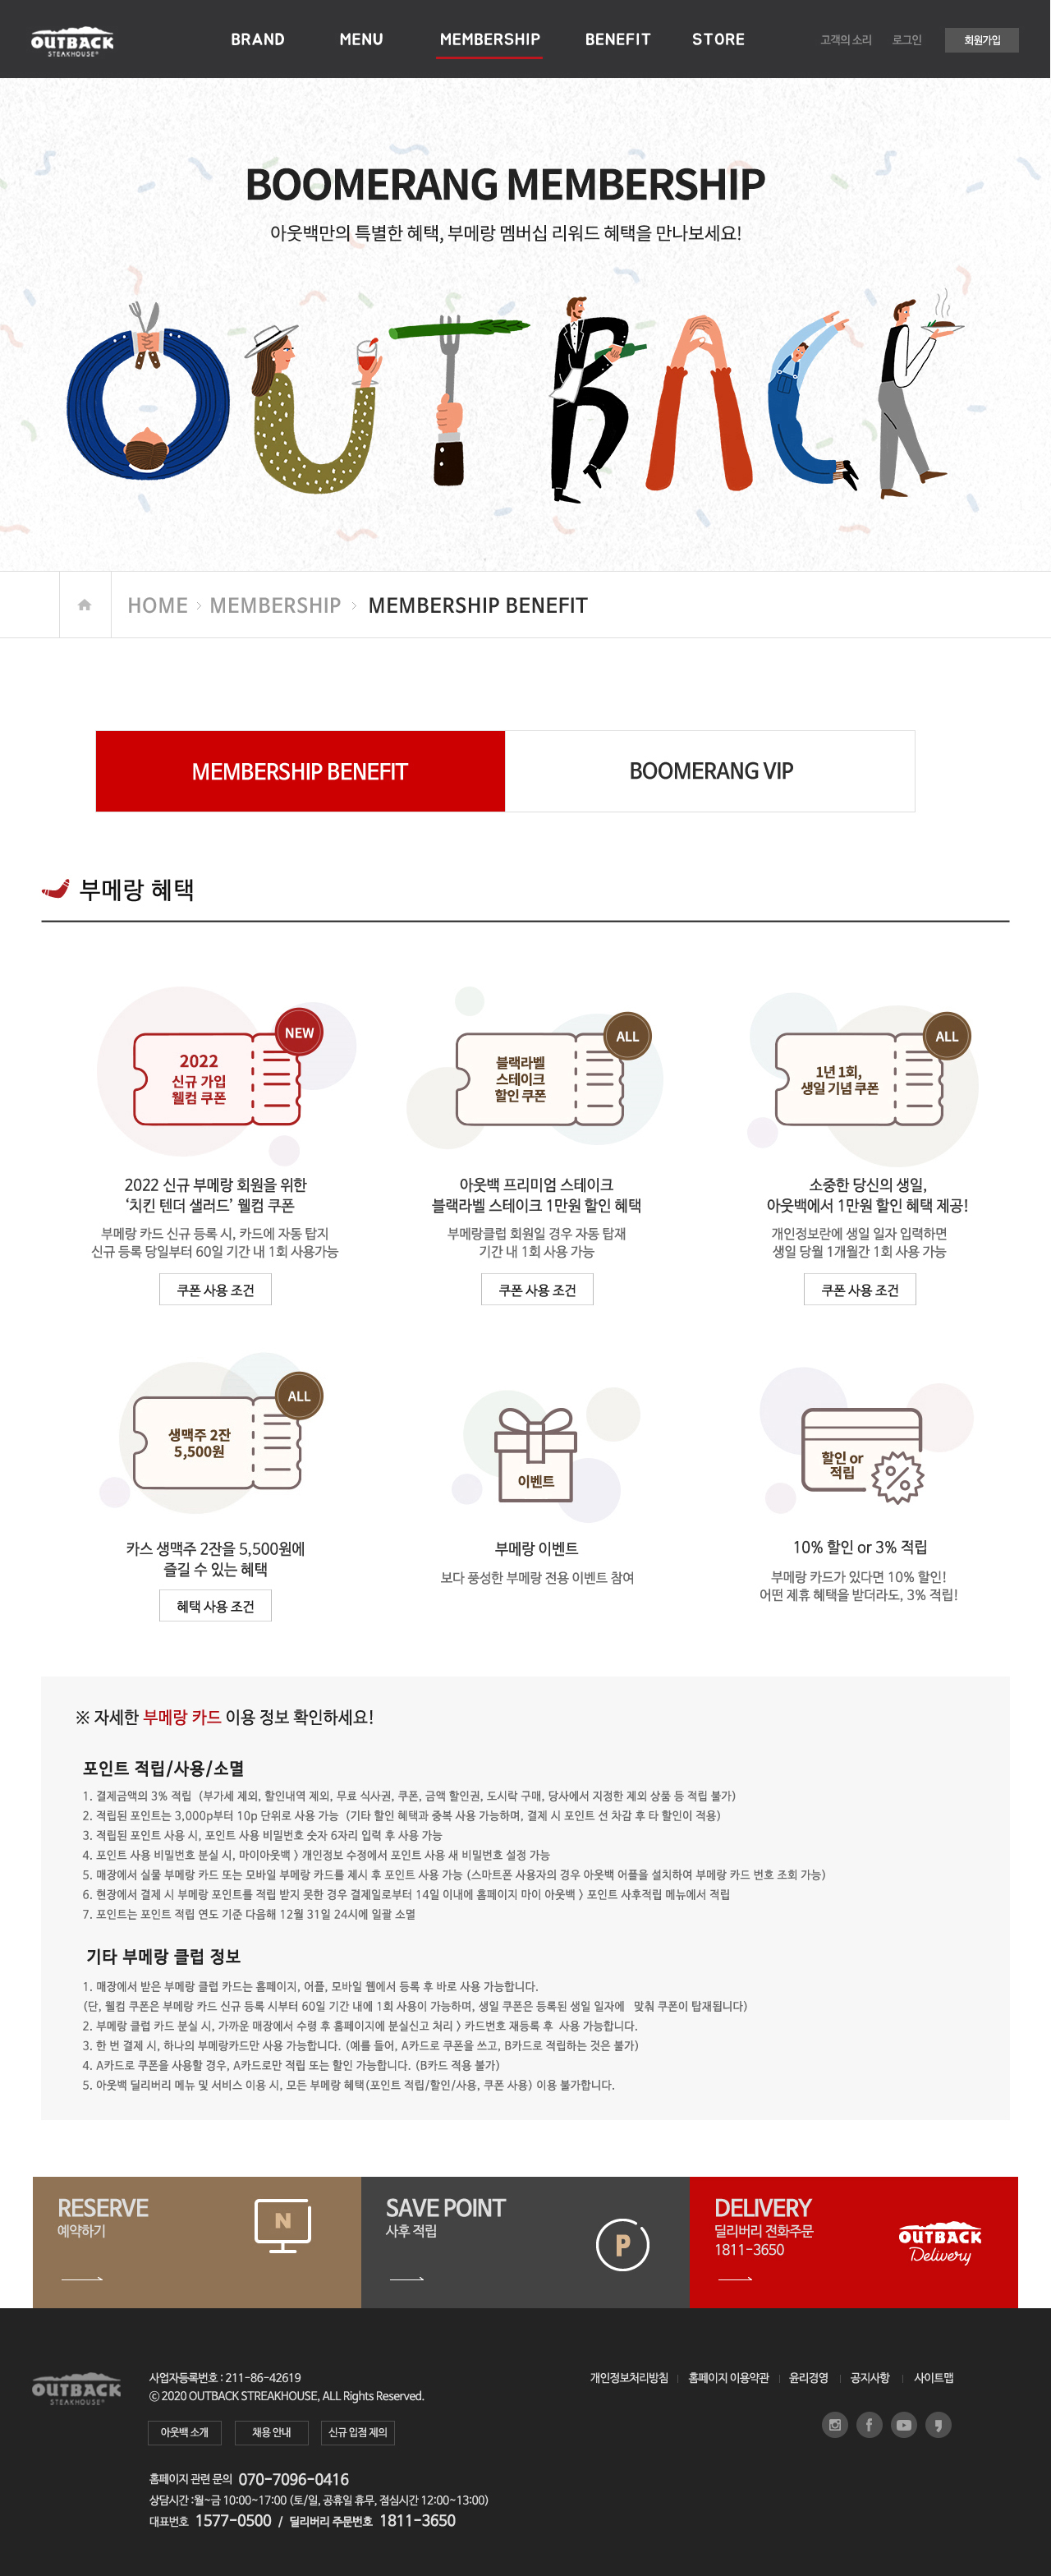 OUTBACK
STEAKHOUSE®
BRAND
MENU
MEMBERSHIP
BENEFIT
STORE
고객의 소리
로그인
회원가입
BOOMERANG MEMBERSHIP
아웃백만의 특별한 혜택, 부메랑 멤버십 리워드 혜택을 만나보세요!
OUTBACK
HOME > MEMBERSHIP > MEMBERSHIP BENEFIT
MEMBERSHIP BENEFIT
BOOMERANG VIP
부메랑 혜택
NEW
2022
신규 가입
웰컴 쿠폰
2022 신규 부메랑 회원을 위한
‘치킨 텐더 샐러드’ 웰컴 쿠폰
부메랑 카드 신규 등록 시, 카드에 자동 탑지
신규 등록 당일부터 60일 기간 내 1회 사용가능
쿠폰 사용 조건
ALL
블랙라벨
스테이크
할인 쿠폰
아웃백 프리미엄 스테이크
블랙라벨 스테이크 1만원 할인 혜택
부메랑클럽 회원일 경우 자동 탑재
기간 내 1회 사용 가능
쿠폰 사용 조건
ALL
1년 1회,
생일 기념 쿠폰
소중한 당신의 생일,
아웃백에서 1만원 할인 혜택 제공!
개인정보란에 생일 일자 입력하면
생일 당월 1개월간 1회 사용 가능
쿠폰 사용 조건
ALL
생맥주 2잔
5,500원
카스 생맥주 2잔을 5,500원에
즐길 수 있는 혜택
혜택 사용 조건
이벤트
부메랑 이벤트
보다 풍성한 부메랑 전용 이벤트 참여
할인 or
적립
10% 할인 or 3% 적립
부메랑 카드가 있다면 10% 할인!
어떤 제휴 혜택을 받더라도, 3% 적립!
※ 자세한 부메랑 카드 이용 정보 확인하세요!
포인트 적립/사용/소멸
1. 결제금액의 3% 적립 (부가세 제외, 할인내역 제외, 무료 식사권, 쿠폰, 금액 할인권, 도시락 구매, 당사에서 지정한 제외 상품 등 적립 불가)
2. 적립된 포인트는 3,000p부터 10p 단위로 사용 가능 (기타 할인 혜택과 중복 사용 가능하며, 결제 시 포인트 선 차감 후 타 할인이 적용)
3. 적립된 포인트 사용 시, 포인트 사용 비밀번호 숫자 6자리 입력 후 사용 가능
4. 포인트 사용 비밀번호 분실 시, 마이아웃백 > 개인정보 수정에서 포인트 사용 새 비밀번호 설정 가능
5. 매장에서 실물 부메랑 카드 또는 모바일 부메랑 카드를 제시 후 포인트 사용 가능 (스마트폰 사용자의 경우 아웃백 어플을 설치하여 부메랑 카드 번호 조회 가능)
6. 현장에서 결제 시 부메랑 포인트를 적립 받지 못한 경우 결제일로부터 14일 이내에 홈페이지 마이 아웃백 > 포인트 사후적립 메뉴에서 적립
7. 포인트는 포인트 적립 연도 기준 다음해 12월 31일 24시에 일괄 소멸
기타 부메랑 클럽 정보
1. 매장에서 받은 부메랑 클럽 카드는 홈페이지, 어플, 모바일 웹에서 등록 후 바로 사용 가능합니다.
(단, 웰컴 쿠폰은 부메랑 카드 신규 등록 시부터 60일 기간 내에 1회 사용이 가능하며, 생일 쿠폰은 등록된 생일 일자에 맞춰 쿠폰이 탑재됩니다)
2. 부메랑 클럽 카드 분실 시, 가까운 매장에서 수령 후 홈페이지에 분실신고 처리 > 카드번호 재등록 후 사용 가능합니다.
3. 한 번 결제 시, 하나의 부메랑카드만 사용 가능합니다. (예를 들어, A카드로 쿠폰을 쓰고, B카드로 적립하는 것은 불가)
4. A카드로 쿠폰을 사용할 경우, A카드로만 적립 또는 할인 가능합니다. (B카드 적용 불가)
5. 아웃백 딜리버리 메뉴 및 서비스 이용 시, 모든 부메랑 혜택(포인트 적립/할인/사용, 쿠폰 사용) 이용 불가합니다.
RESERVE
예약하기
N
SAVE POINT
사후 적립
P
DELIVERY
딜리버리 전화주문
1811-3650
OUTBACK
Delivery
OUTBACK
STEAKHOUSE®
사업자등록번호 : 211-86-42619
© 2020 OUTBACK STREAKHOUSE, ALL Rights Reserved.
아웃백 소개
채용 안내
신규 입점 제의
개인정보처리방침 | 홈페이지 이용약관 | 윤리경영 | 공지사항 | 사이트맵
홈페이지 관련 문의 070-7096-0416
상담시간 :월~금 10:00~17:00 (토/일, 공휴일 휴무, 점심시간 12:00~13:00)
대표번호 1577-0500 / 딜리버리 주문번호 1811-3650